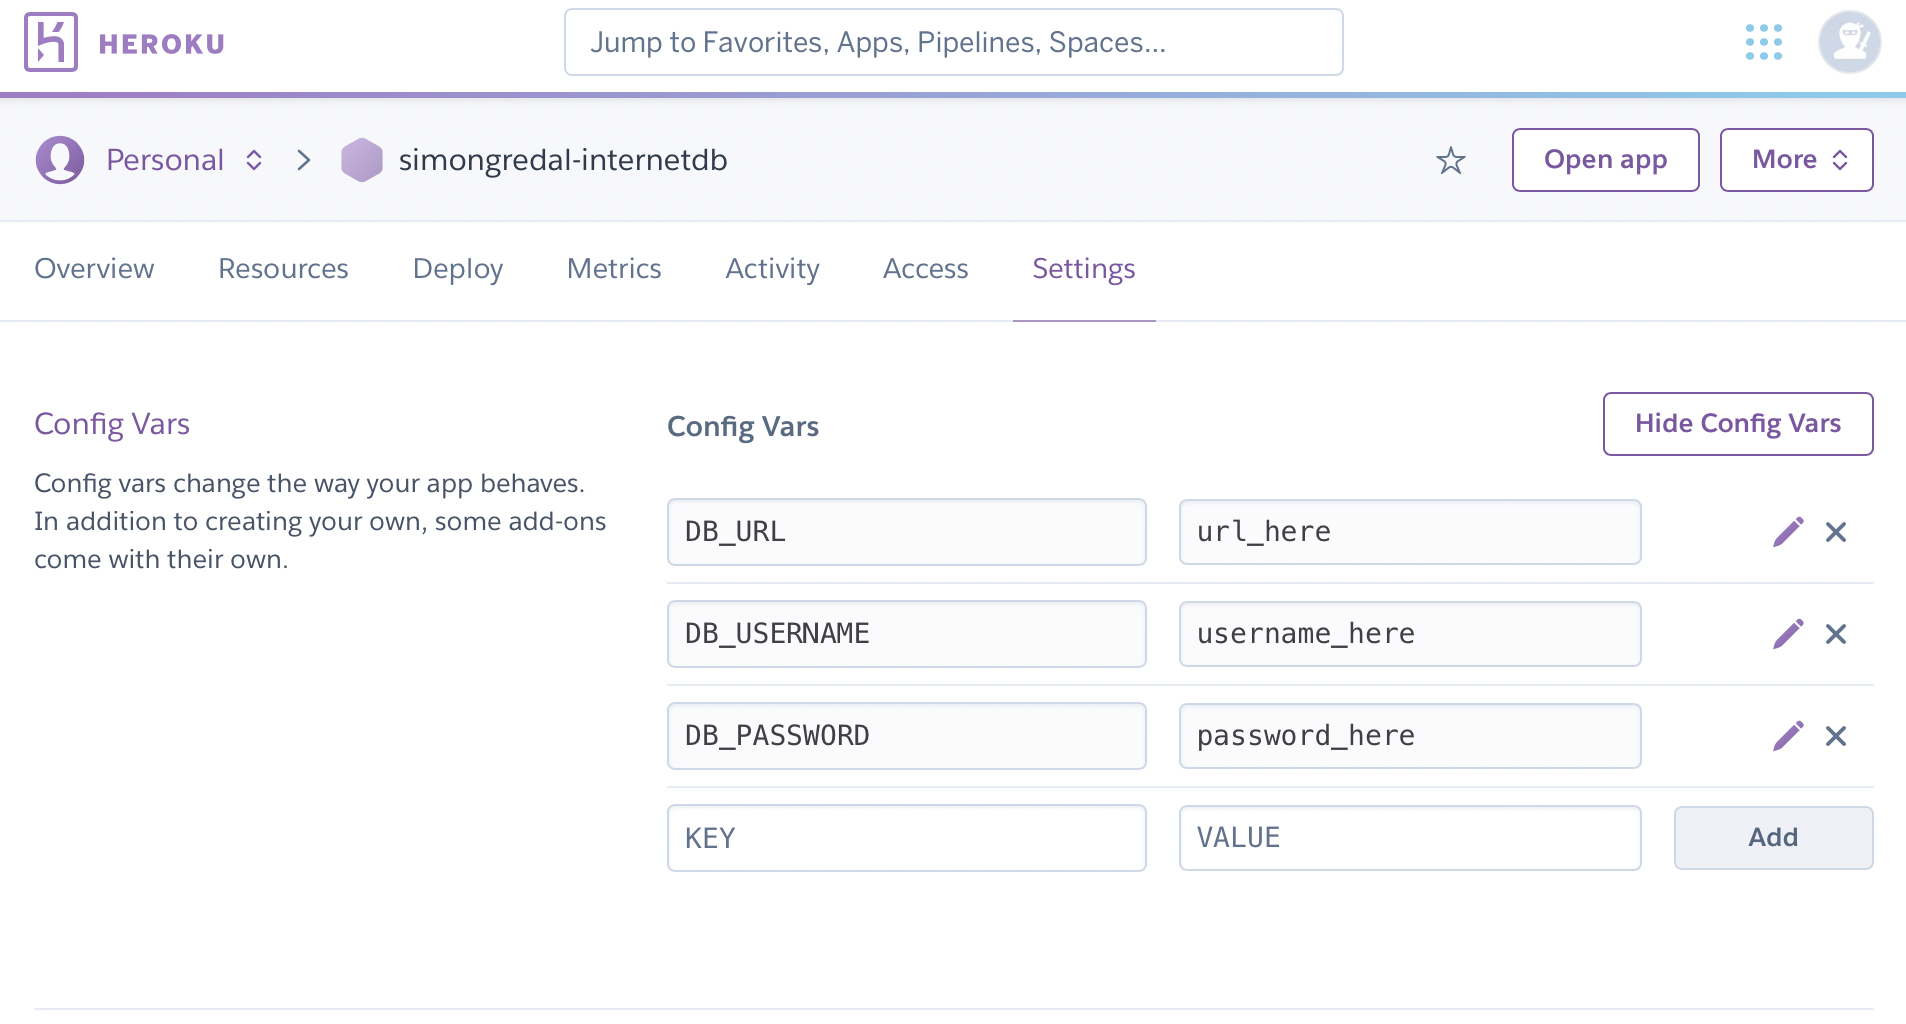 HEROKU
Jump to Favorites, Apps, Pipelines, Spaces...
Personal
simongredal-internetdb
Open app
More
Overview
Resources
Deploy
Metrics
Activity
Access
Settings
Config Vars
Config vars change the way your app behaves.
In addition to creating your own, some add-ons
come with their own.
Config Vars
Hide Config Vars
DB_URL
url_here
DB_USERNAME
username_here
DB_PASSWORD
password_here
KEY
VALUE
Add